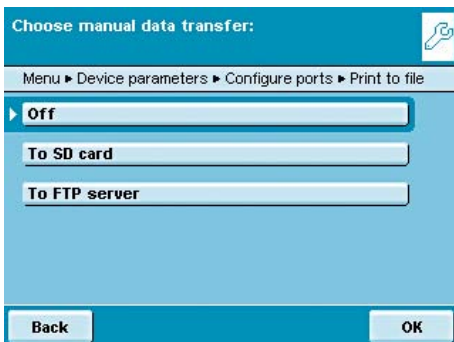 Choose manual data transfer:
Menu ▸ Device parameters ▸ Configure ports ▸ Print to file
Off
To SD card
To FTP server
Back OK